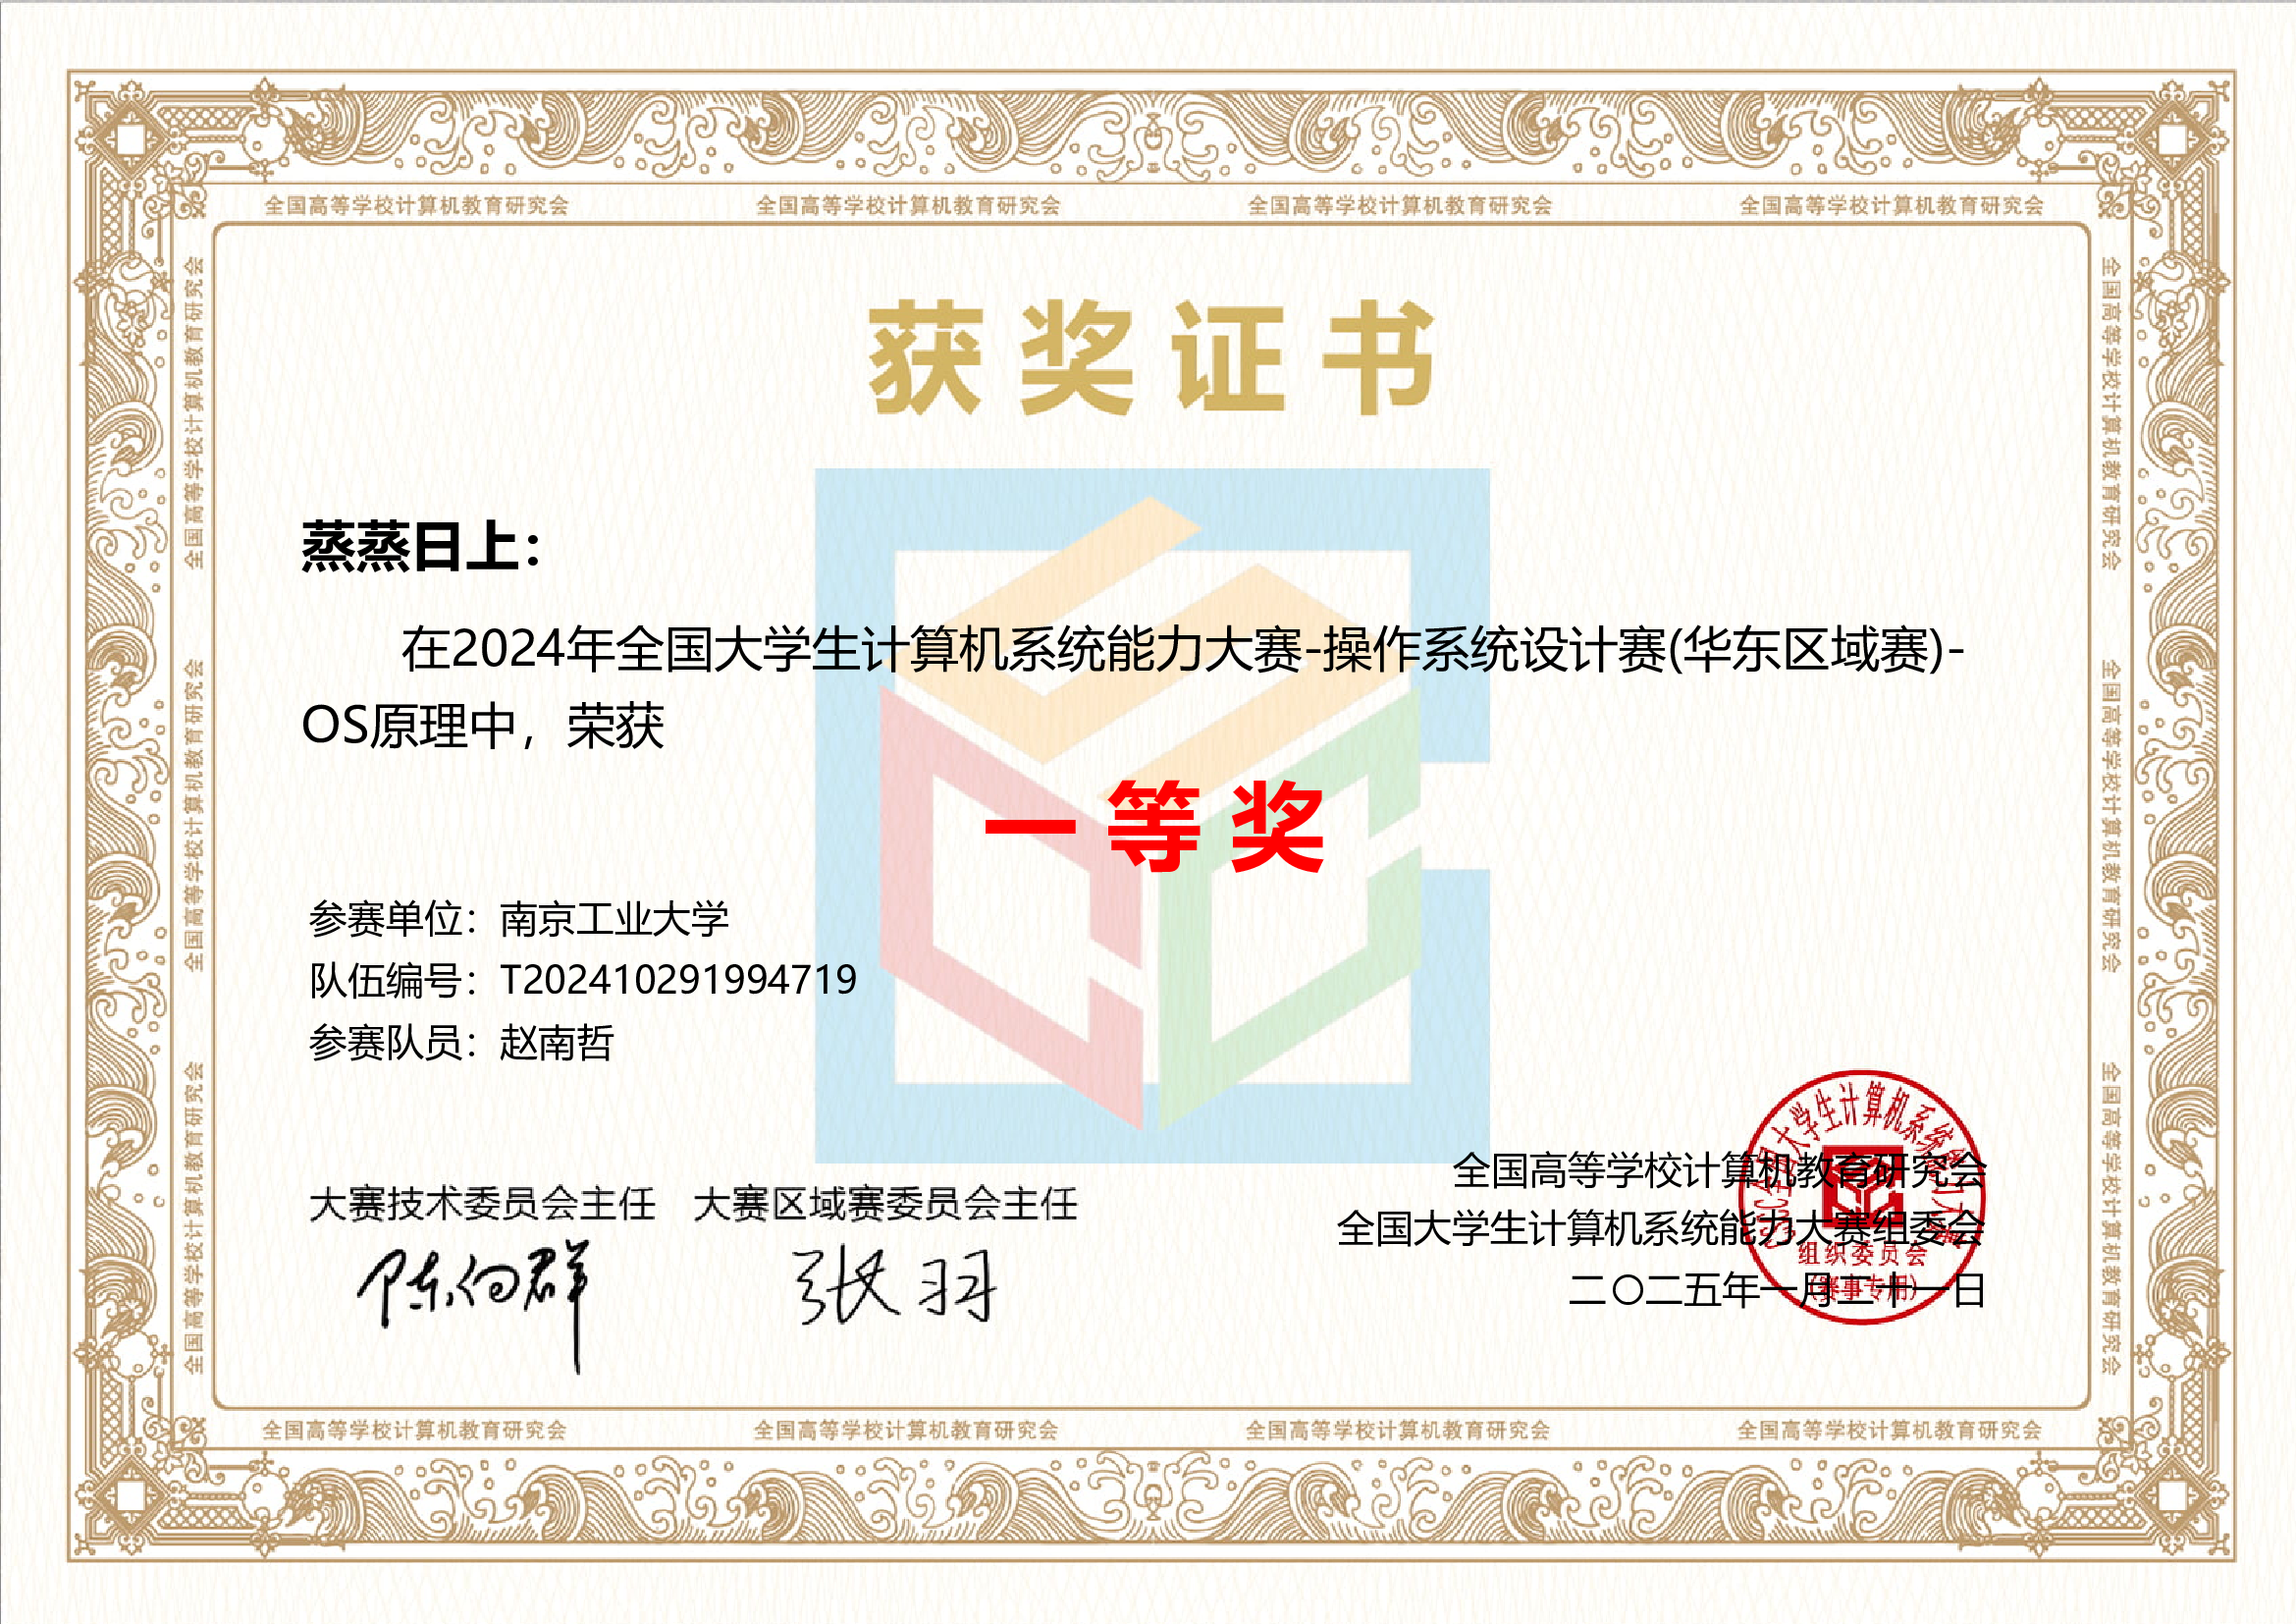 全国高等学校计算机教育研究会 全国高等学校计算机教育研究会 全国高等学校计算机教育研究会 全国高等学校计算机教育研究会
全国高等学校计算机教育研究会 全国高等学校计算机教育研究会 全国高等学校计算机教育研究会
全国高等学校计算机教育研究会 全国高等学校计算机教育研究会 全国高等学校计算机教育研究会
获奖证书
蒸蒸日上：
在2024年全国大学生计算机系统能力大赛-操作系统设计赛(华东区域赛)-
OS原理中，荣获
一等奖
参赛单位：南京工业大学
队伍编号：T202410291994719
参赛队员：赵南哲
大赛技术委员会主任 大赛区域赛委员会主任
陈向群 张羽
全国高等学校计算机教育研究会
全国大学生计算机系统能力大赛组委会
二〇二五年一月二十一日
全国大学生计算机系统能力大赛
组织委员会
(赛事专用)
全国高等学校计算机教育研究会 全国高等学校计算机教育研究会 全国高等学校计算机教育研究会 全国高等学校计算机教育研究会